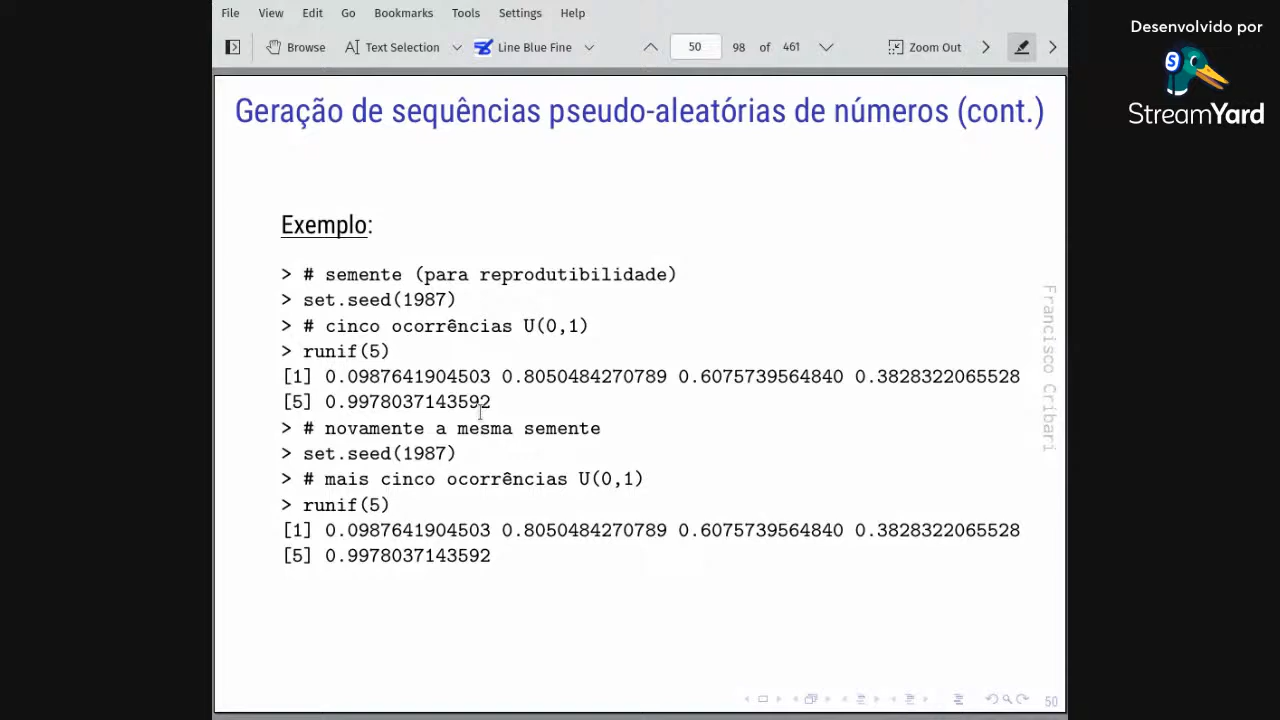 File View Edit Go Bookmarks Tools Settings Help
Browse Text Selection Line Blue Fine 50 98 of 461 Zoom Out
Desenvolvido por
StreamYard
Geração de sequências pseudo-aleatórias de números (cont.)
Exemplo:
> # semente (para reprodutibilidade)
> set.seed(1987)
> # cinco ocorrências U(0,1)
> runif(5)
[1] 0.0987641904503 0.8050484270789 0.6075739564840 0.3828322065528
[5] 0.9978037143592
> # novamente a mesma semente
> set.seed(1987)
> # mais cinco ocorrências U(0,1)
> runif(5)
[1] 0.0987641904503 0.8050484270789 0.6075739564840 0.3828322065528
[5] 0.9978037143592
Francisco Cribari
50